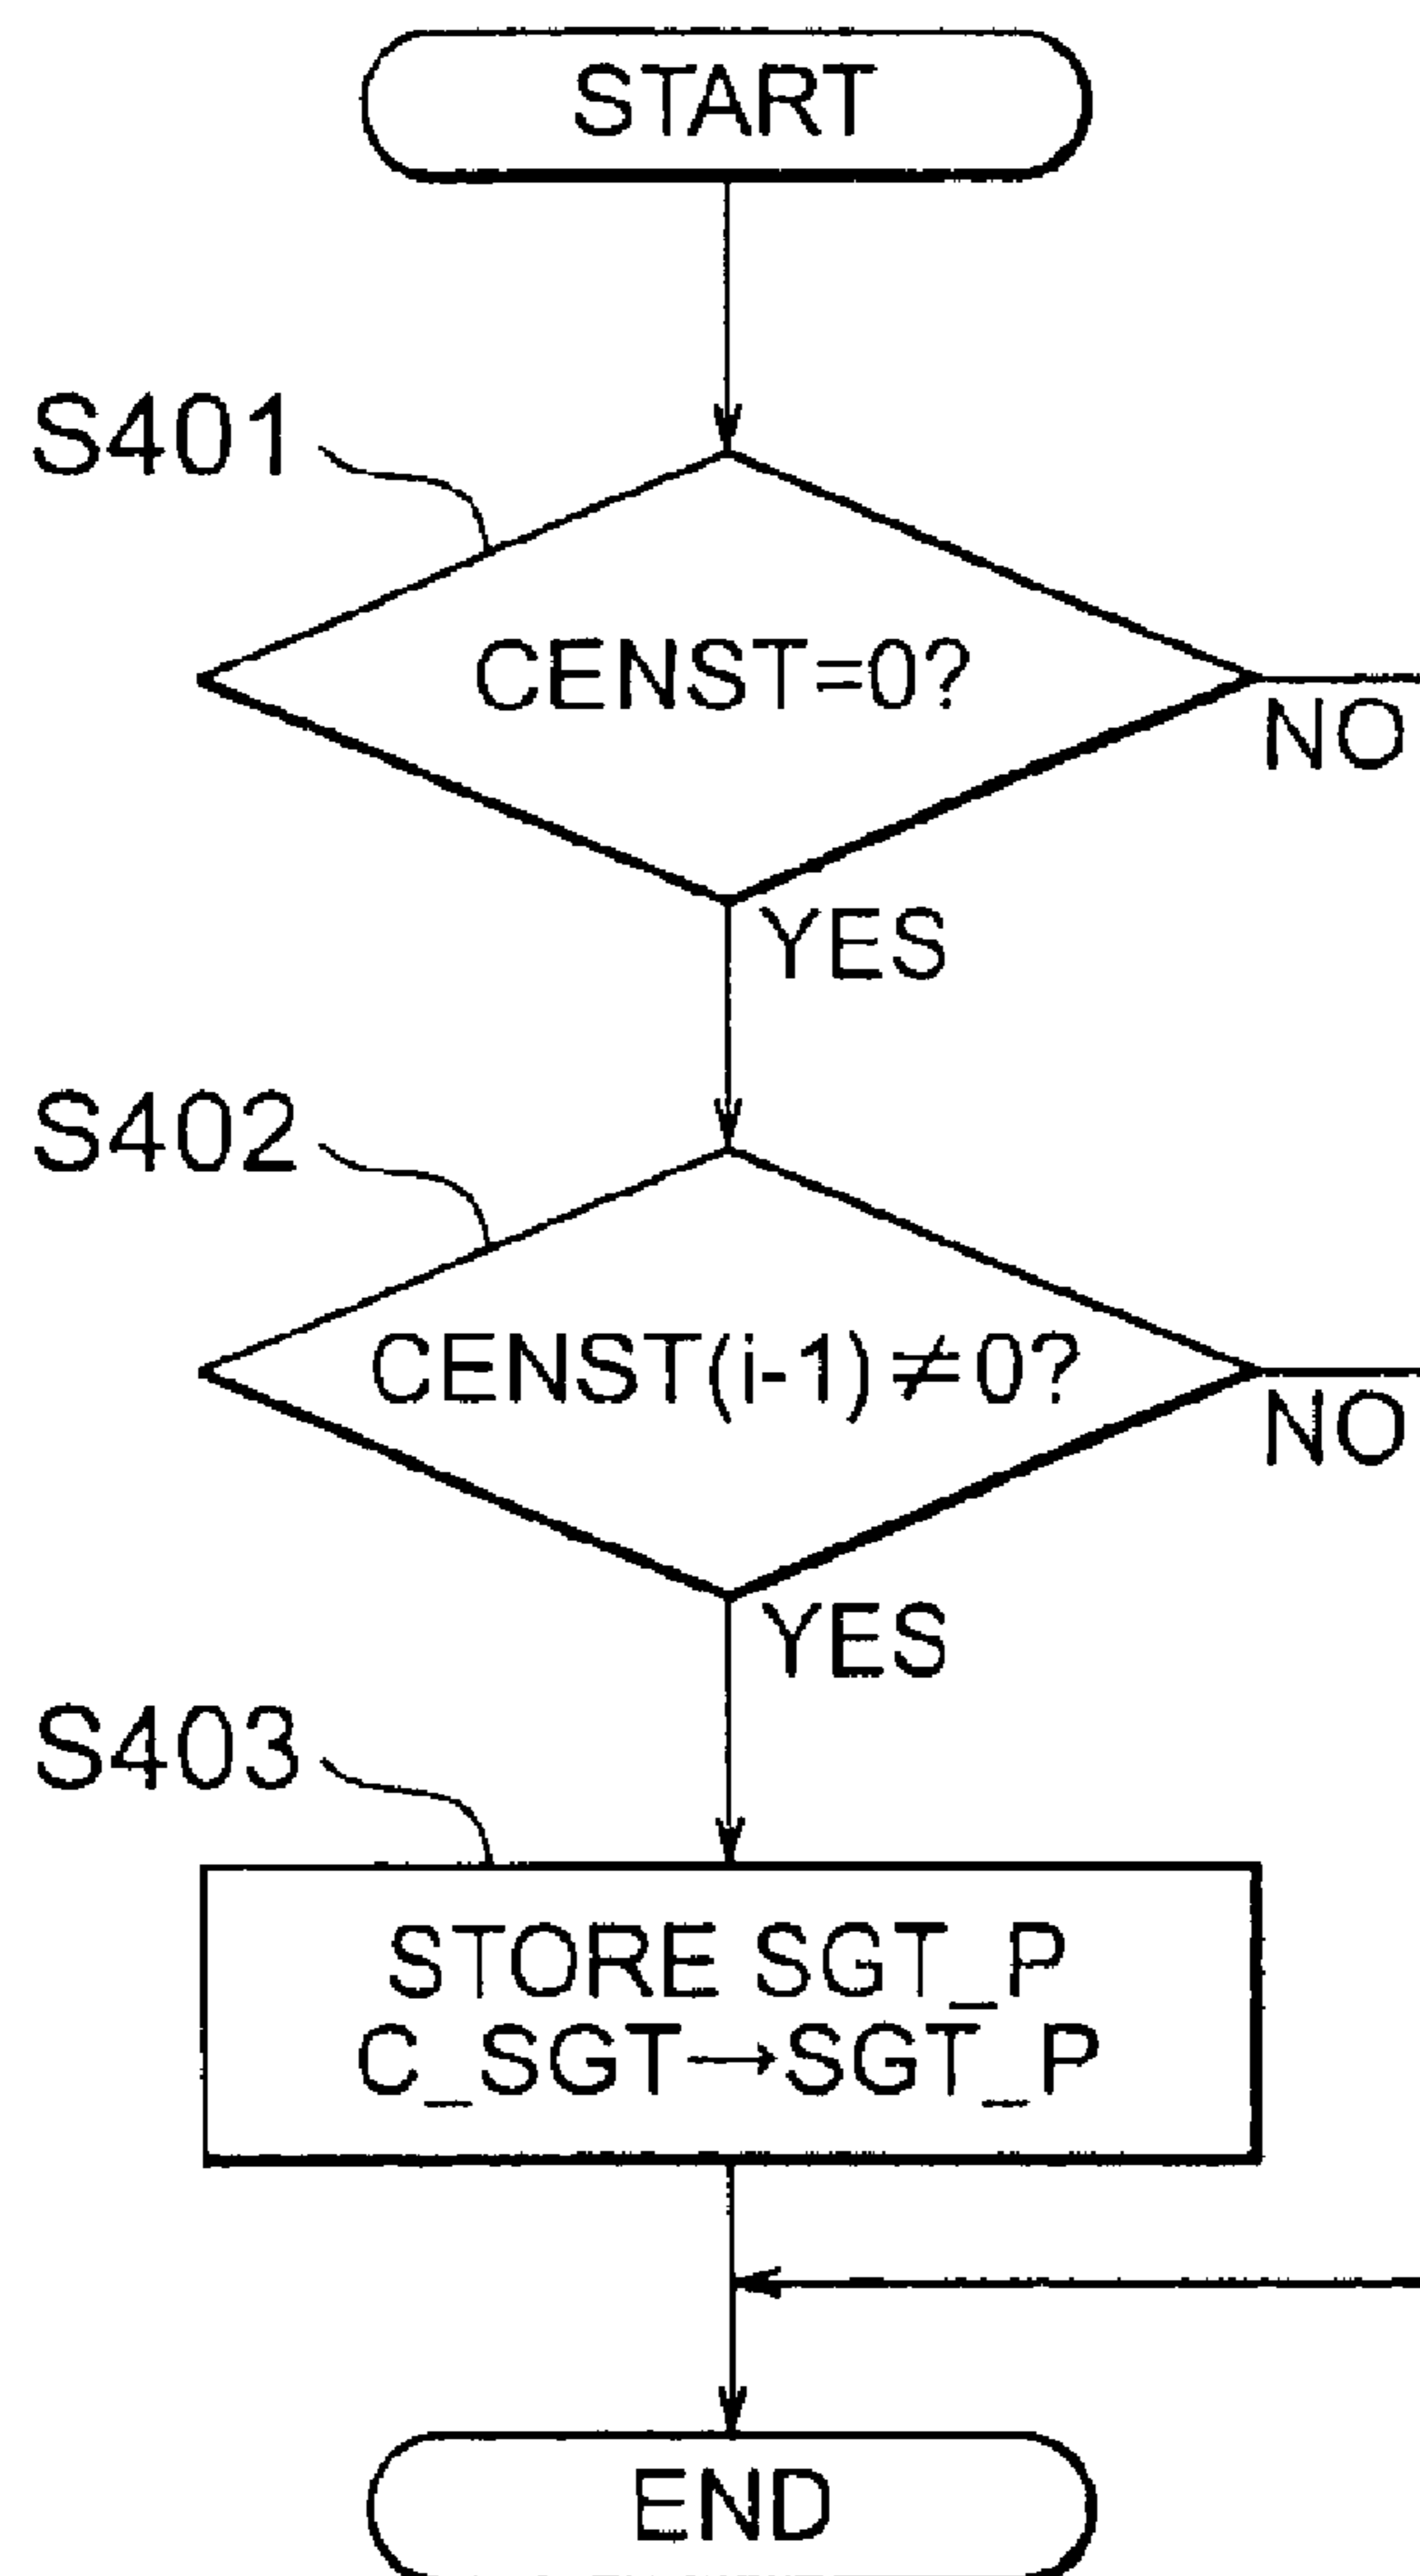 START
S401
CENST=0?
NO
YES
S402
CENST(i-1)≠0?
NO
YES
S403
STORE SGT_P
C_SGT→SGT_P
END